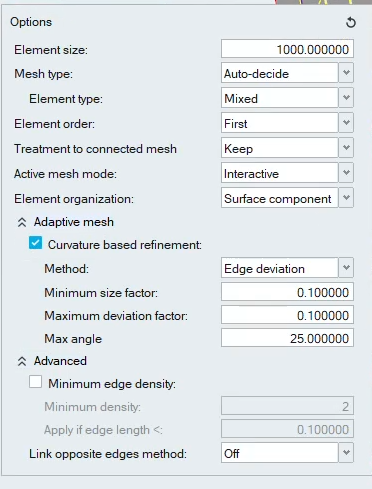 Options
Element size: 1000.000000
Mesh type: Auto-decide
Element type: Mixed
Element order: First
Treatment to connected mesh Keep
Active mesh mode: Interactive
Element organization: Surface component
Adaptive mesh
Curvature based refinement:
Method: Edge deviation
Minimum size factor: 0.100000
Maximum deviation factor: 0.100000
Max angle 25.000000
Advanced
Minimum edge density:
Minimum density: 2
Apply if edge length <: 0.100000
Link opposite edges method: Off